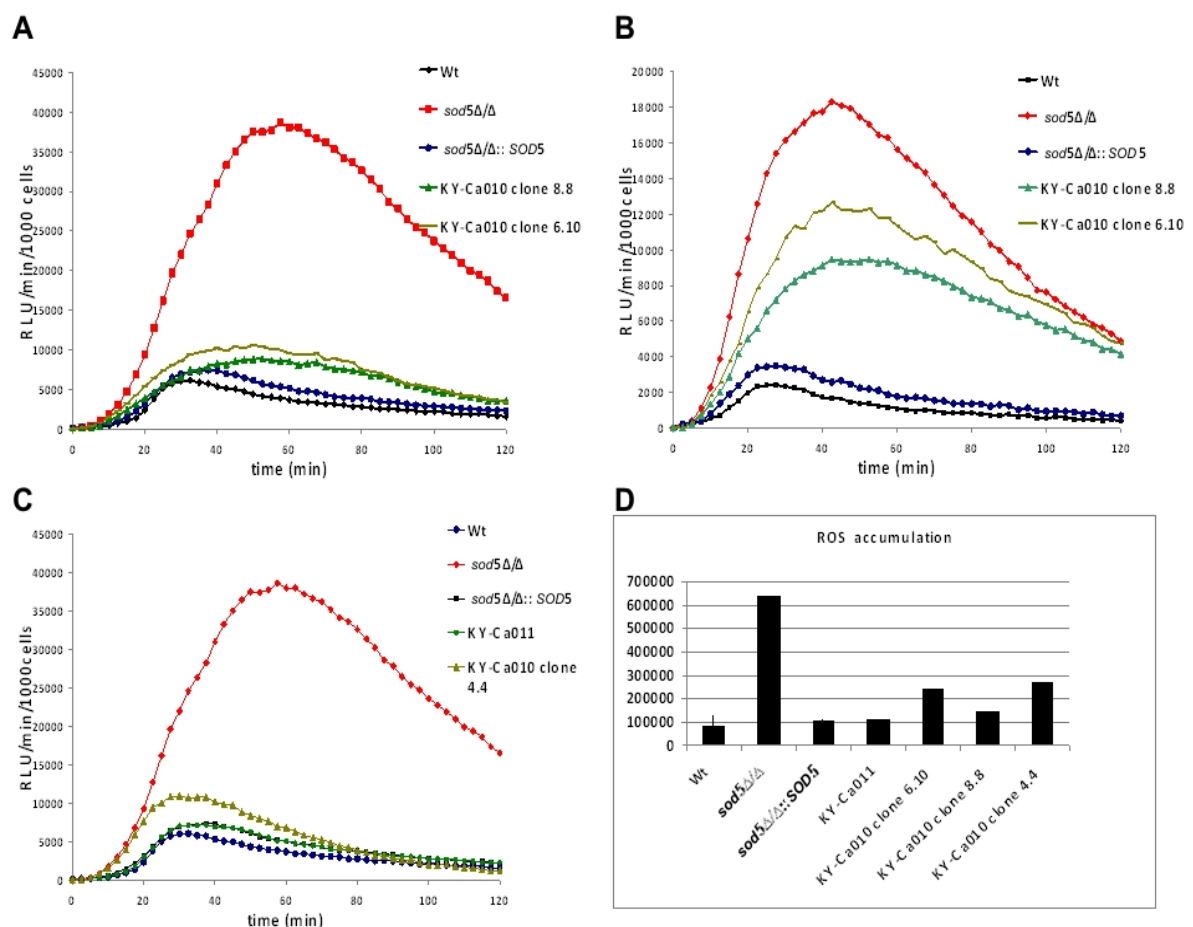 A
45000
40000
35000
30000
25000
20000
15000
10000
5000
0
0 20 40 60 80 100 120
RLU/min/1000 cells
time (min)
Wt
sod5Δ/Δ
sod5Δ/Δ:: SOD5
KY-Ca010 clone 8.8
KY-Ca010 clone 6.10
B
20000
18000
16000
14000
12000
10000
8000
6000
4000
2000
0
0 20 40 60 80 100 120
RLU/min/1000 cells
time (min)
Wt
sod5Δ/Δ
sod5Δ/Δ:: SOD5
KY-Ca010 clone 8.8
KY-Ca010 clone 6.10
C
45000
40000
35000
30000
25000
20000
15000
10000
5000
0
0 20 40 60 80 100 120
RLU/min/1000cells
time (min)
Wt
sod5Δ/Δ
sod5Δ/Δ:: SOD5
KY-Ca011
KY-Ca010 clone
4.4
D
ROS accumulation
700000
600000
500000
400000
300000
200000
100000
0
Wt
sod5Δ/Δ
sod5Δ/Δ::SOD5
KY-Ca011
KY-Ca010 clone 6.10
KY-Ca010 clone 8.8
KY-Ca010 clone 4.4